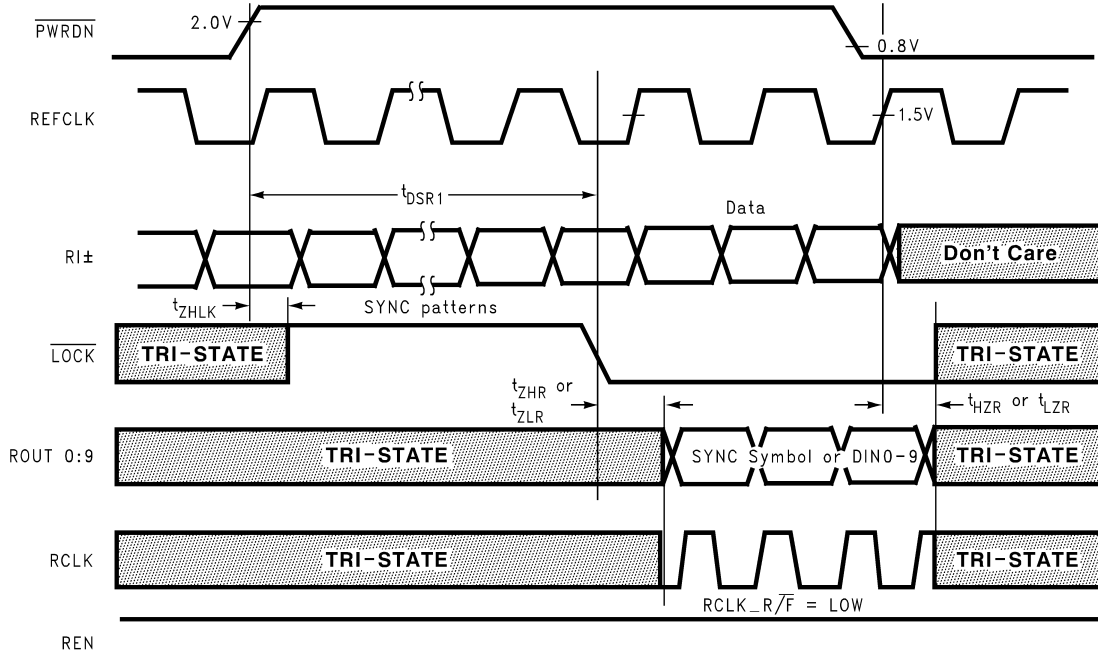 2.0V
PWRDN
0.8V
REFCLK
1.5V
tDSR1
Data
RI±
Don't Care
tZHLK
SYNC patterns
LOCK
TRI-STATE
TRI-STATE
tZHR or
tZLR
tHZR or tLZR
ROUT 0:9
TRI-STATE
SYNC Symbol or DIN0-9
TRI-STATE
RCLK
TRI-STATE
TRI-STATE
RCLK_R/F = LOW
REN